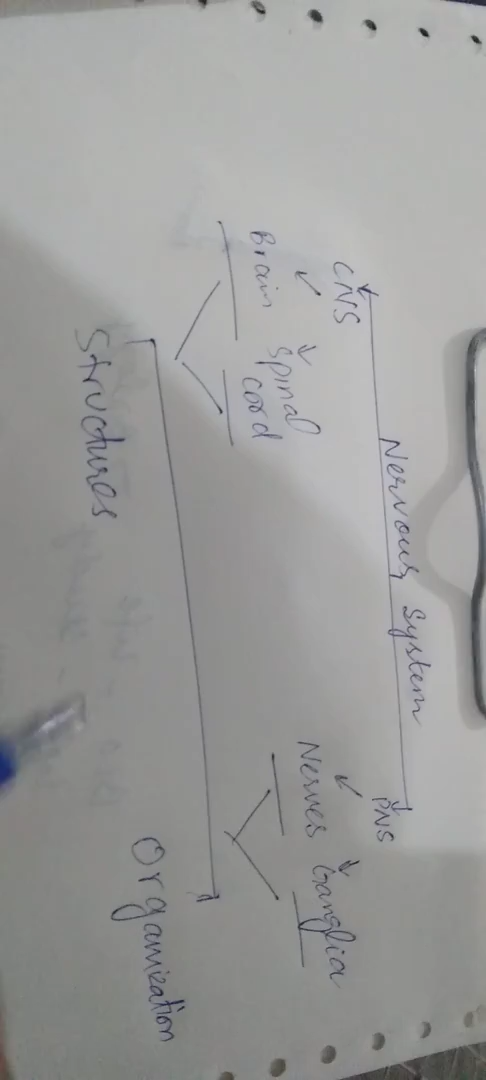 Nervous System
CNS
PNS
Brain
Spinal
cord
Nerves
Ganglia
Structures
Organization